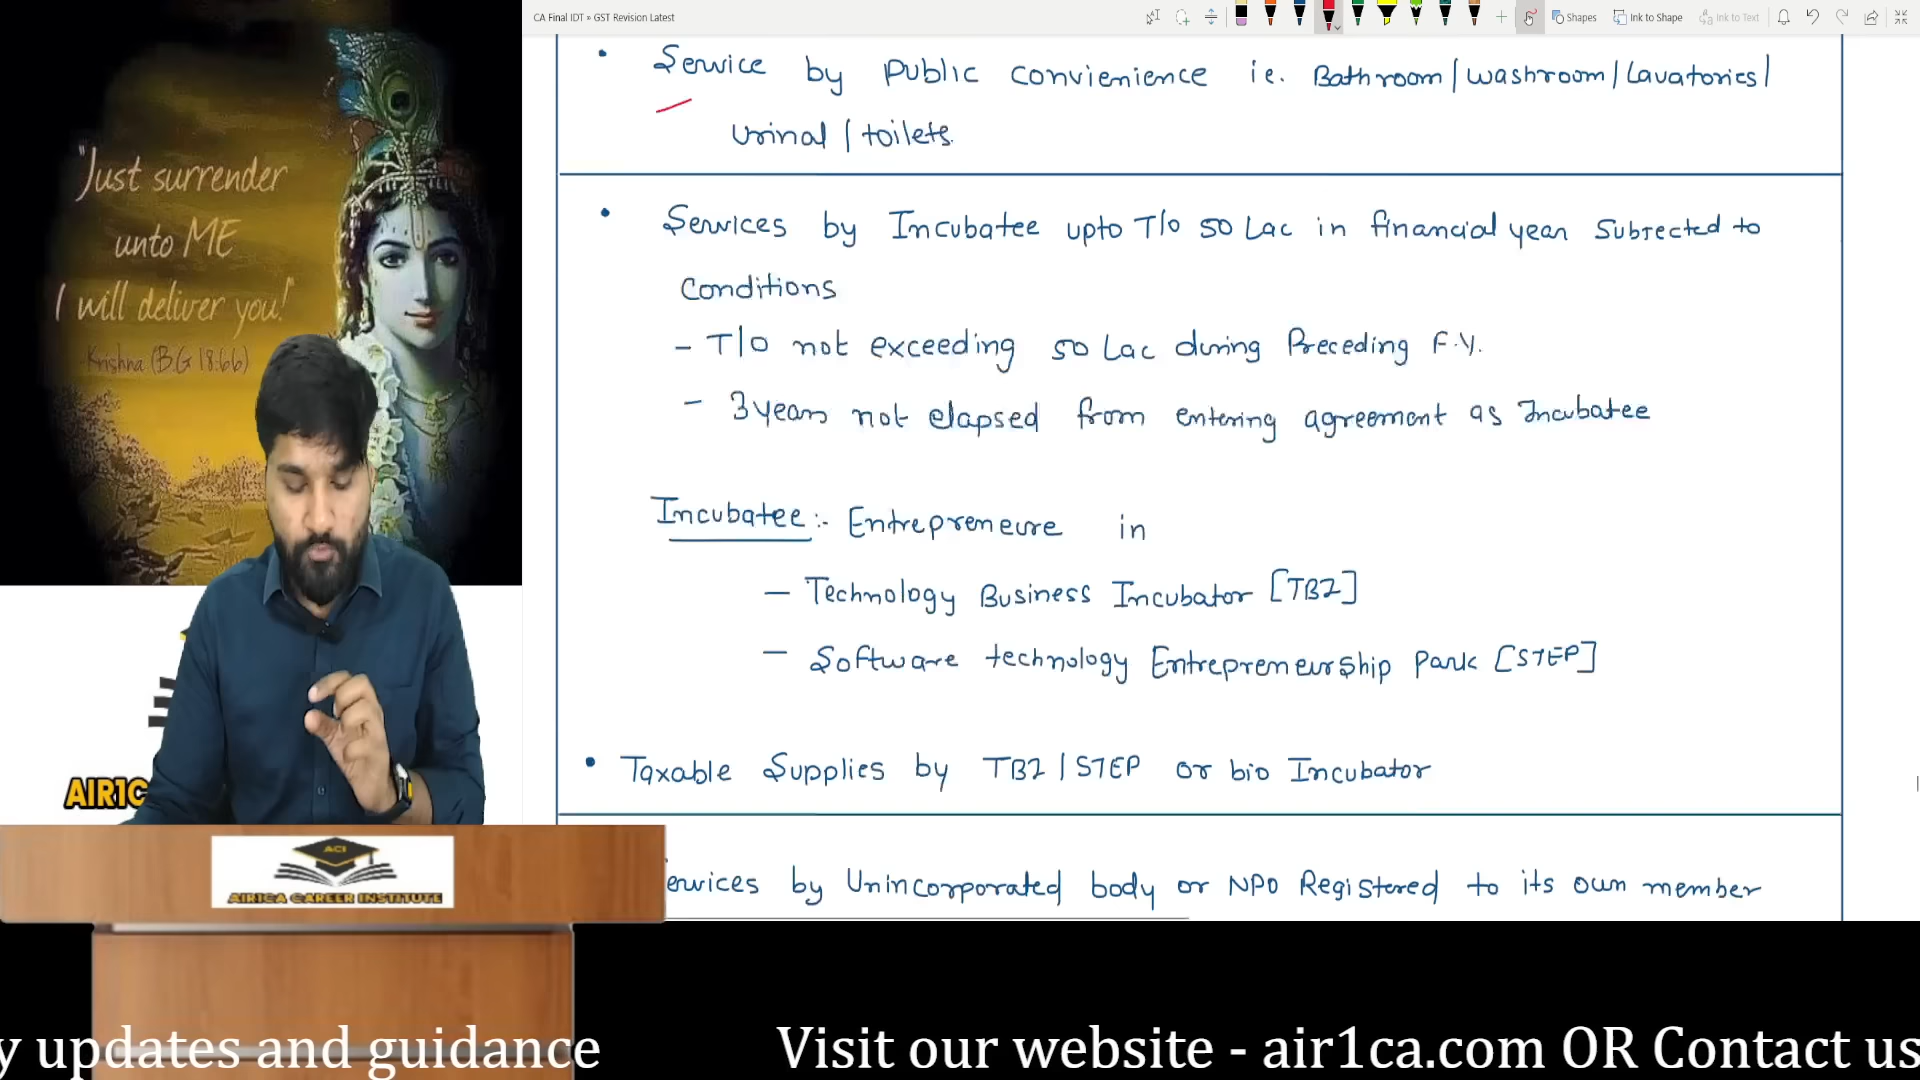 CA Final IDT » GST Revision Latest
Shapes
Ink to Shape
Ink to Text
Service by Public convienience ie. Bathroom/washroom/Lavatories/
Urinal/toilets.
Services by Incubatee upto T/o 50 Lac in financial year Subrected to
Conditions
- T/O not exceeding 50 Lac during Preceding F.Y.
- 3 years not elapsed from entering agreement as Incubatee
Incubatee :- Entrepreneure in
- Technology Business Incubator [TBI]
- Software technology Entrepreneurship Park [STEP]
Taxable Supplies by TBI/STEP or bio Incubator
ervices by Unincorporated body or NPO Registered to its own member
"Just surrender
unto ME
I will deliver you!"
-Krishna (B.G 18:66)
AIR1C
ACI
AIR1CA CAREER INSTITUTE
y updates and guidance
Visit our website - air1ca.com OR Contact us